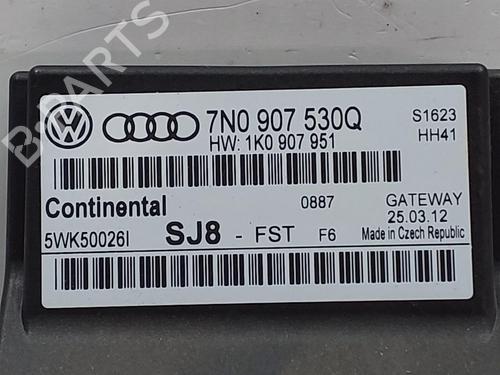 B-PARTS
7N0 907 530Q
S1623
HW: 1K0 907 951
HH41
Continental
0887
GATEWAY
25.03.12
5WK50026I
SJ8 - FST F6
Made in Czech Republic